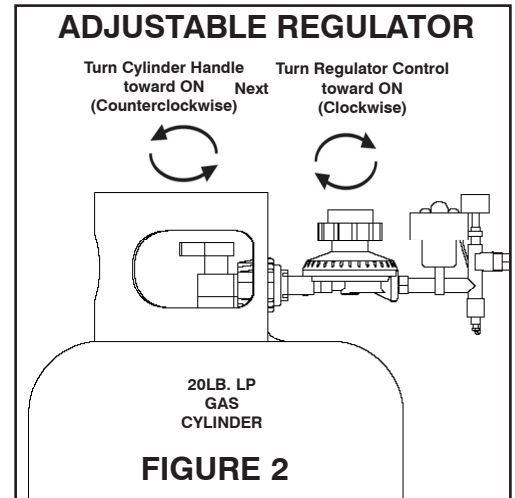 ADJUSTABLE REGULATOR
Turn Cylinder Handle
toward ON
(Counterclockwise)
Next
Turn Regulator Control
toward ON
(Clockwise)
20LB. LP
GAS
CYLINDER
FIGURE 2